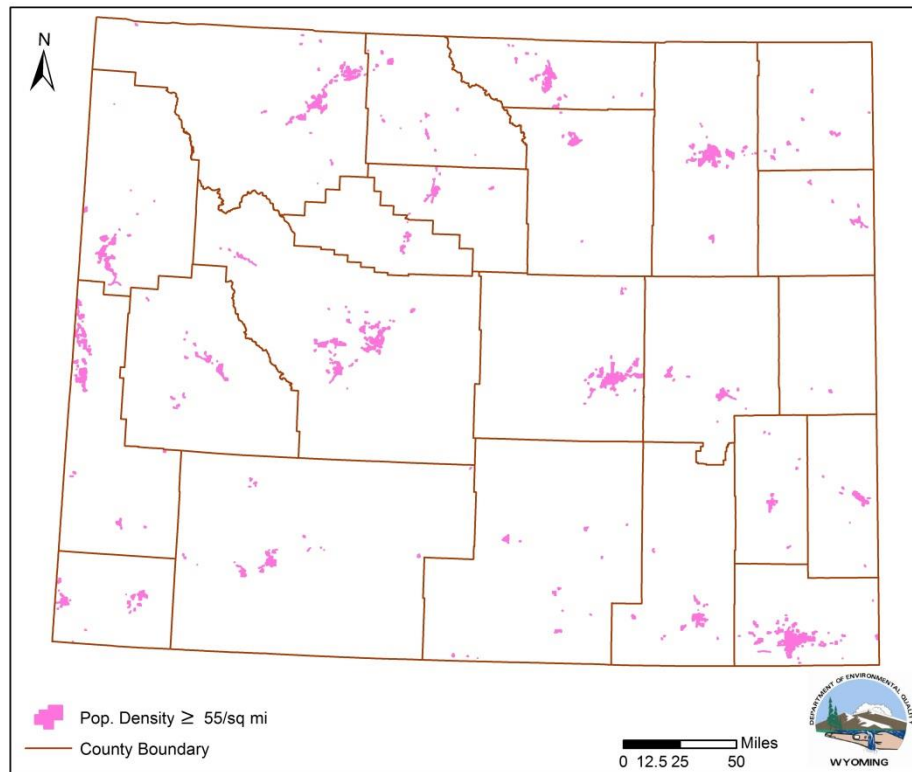 N
Pop. Density ≥ 55/sq mi
County Boundary
Miles
0 12.5 25 50
DEPARTMENT OF ENVIRONMENTAL QUALITY
WYOMING